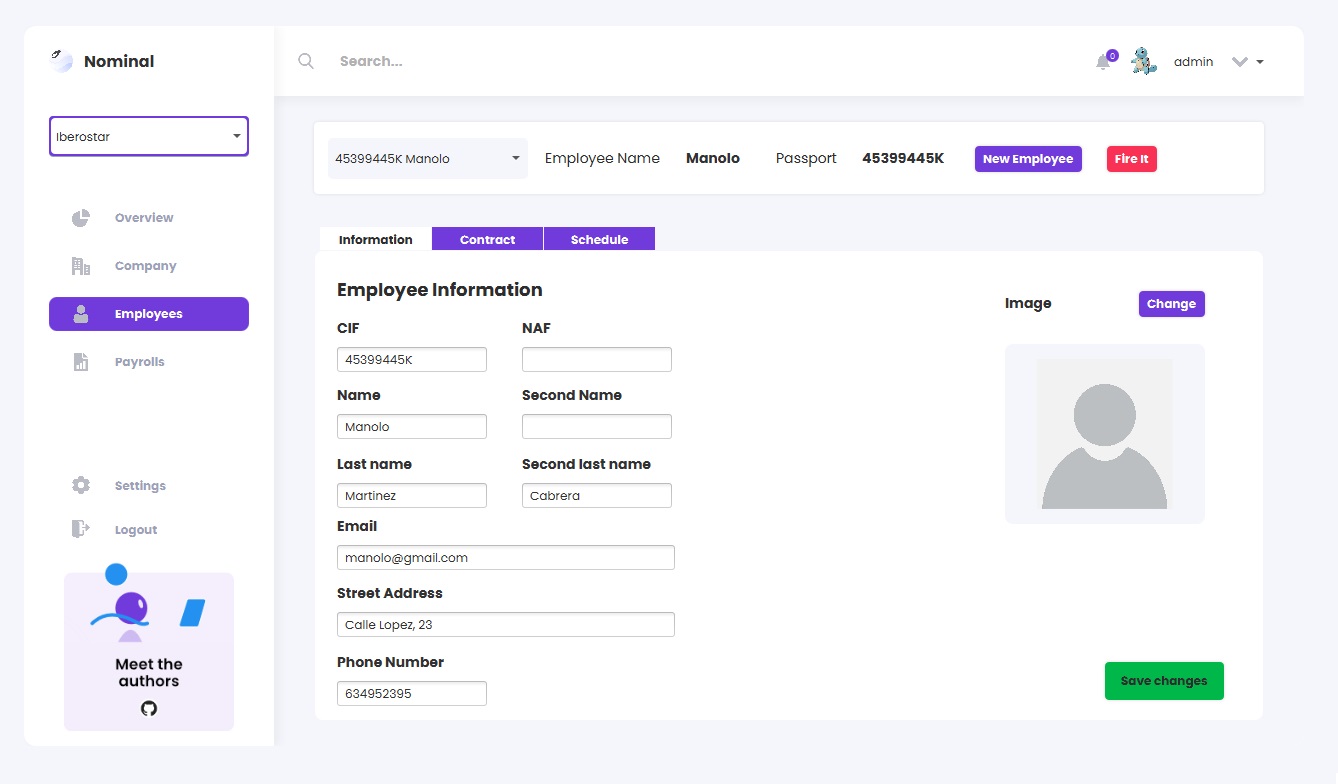 Nominal
Search...
0
admin
Iberostar
45399445K Manolo
Employee Name
Manolo
Passport
45399445K
New Employee
Fire It
Overview
Company
Employees
Payrolls
Settings
Logout
Meet the
authors
Information
Contract
Schedule
Employee Information
CIF
NAF
45399445K
Name
Second Name
Manolo
Last name
Second last name
Martinez
Cabrera
Email
manolo@gmail.com
Street Address
Calle Lopez, 23
Phone Number
634952395
Image
Change
Save changes